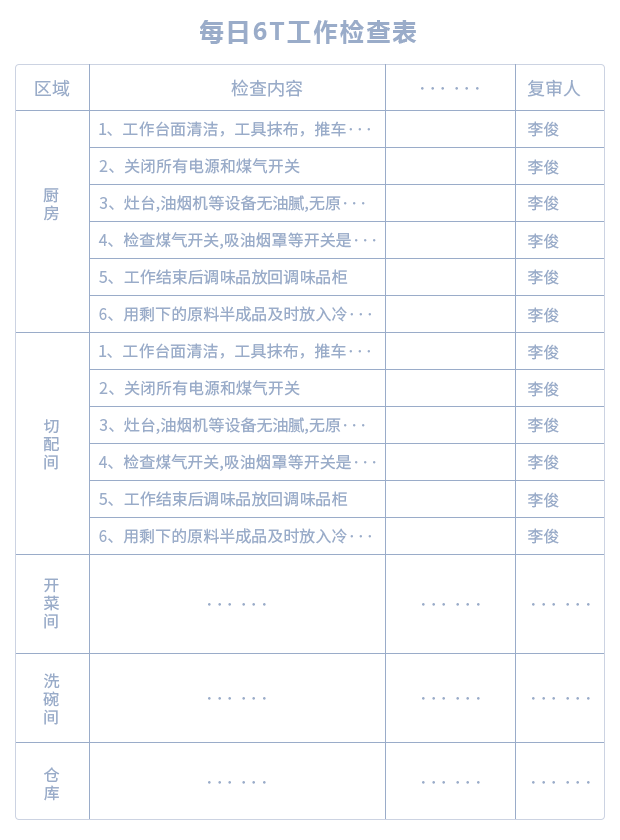 每日6T工作检查表
区域 检查内容 ······ 复审人
厨房
1、工作台面清洁，工具抹布，推车··· 李俊
2、关闭所有电源和煤气开关 李俊
3、灶台,油烟机等设备无油腻,无原··· 李俊
4、检查煤气开关,吸油烟罩等开关是··· 李俊
5、工作结束后调味品放回调味品柜 李俊
6、用剩下的原料半成品及时放入冷··· 李俊
切配间
1、工作台面清洁，工具抹布，推车··· 李俊
2、关闭所有电源和煤气开关 李俊
3、灶台,油烟机等设备无油腻,无原··· 李俊
4、检查煤气开关,吸油烟罩等开关是··· 李俊
5、工作结束后调味品放回调味品柜 李俊
6、用剩下的原料半成品及时放入冷··· 李俊
开菜间 ······ ······ ······
洗碗间 ······ ······ ······
仓库 ······ ······ ······